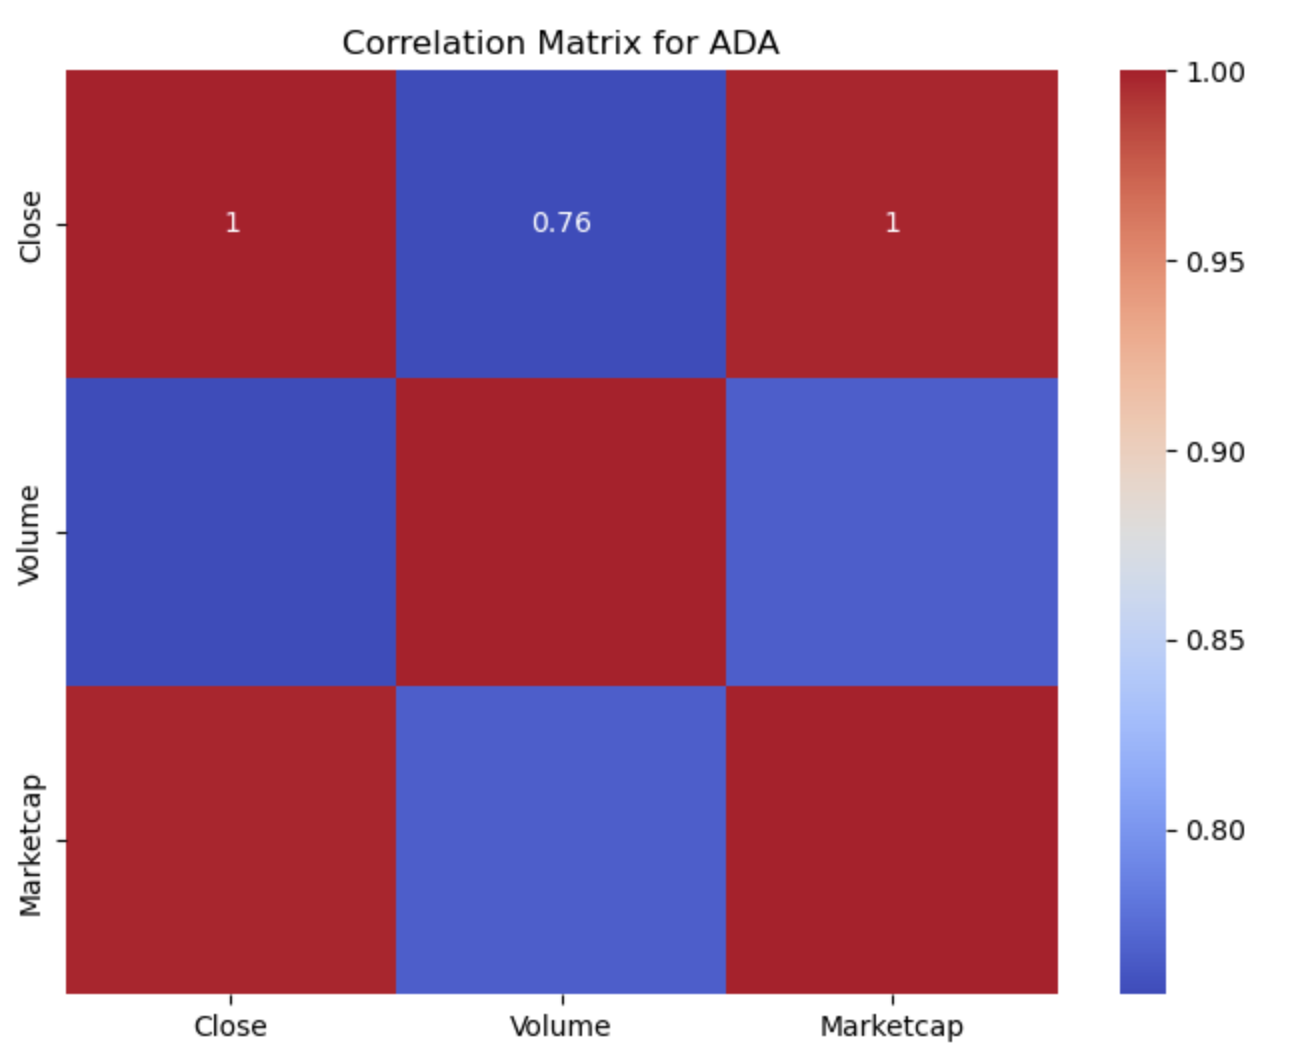 Correlation Matrix for ADA
Close
1
0.76
1
Volume
Marketcap
Close
Volume
Marketcap
1.00
0.95
0.90
0.85
0.80